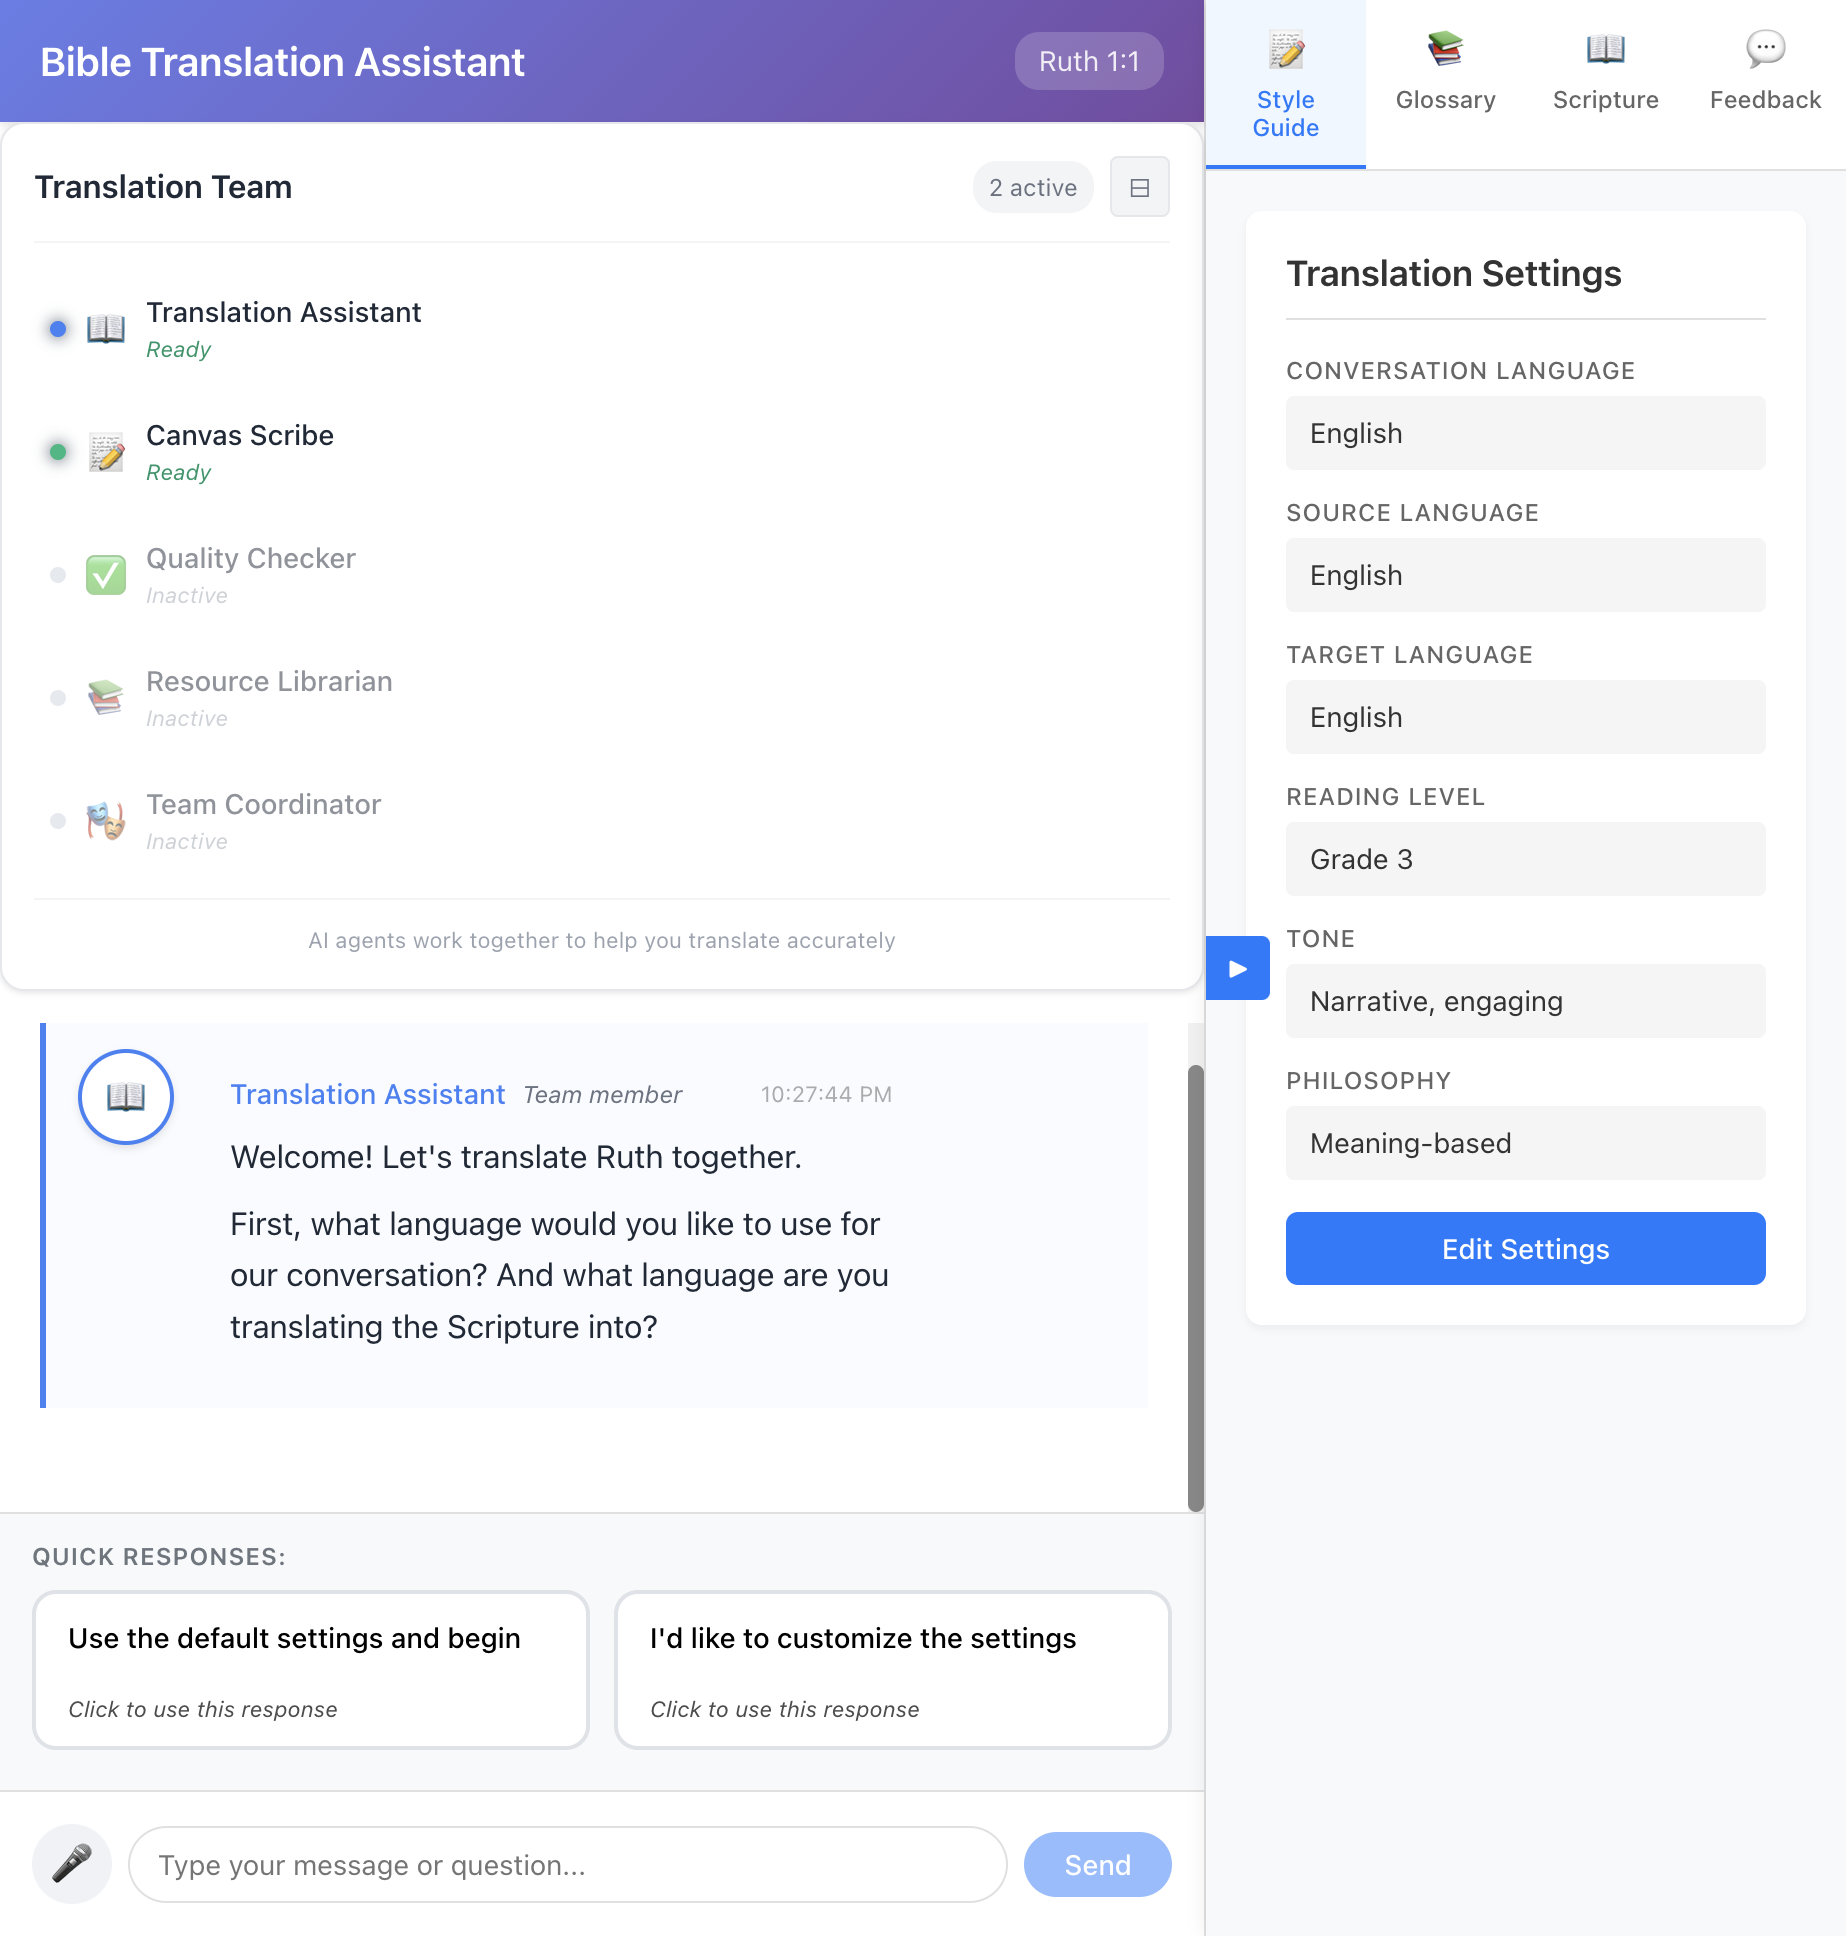 Bible Translation Assistant
Ruth 1:1
Translation Team
2 active
Translation Assistant
Ready
Canvas Scribe
Ready
Quality Checker
Inactive
Resource Librarian
Inactive
Team Coordinator
Inactive
AI agents work together to help you translate accurately
Translation Assistant Team member 10:27:44 PM
Welcome! Let's translate Ruth together.
First, what language would you like to use for
our conversation? And what language are you
translating the Scripture into?
QUICK RESPONSES:
Use the default settings and begin
Click to use this response
I'd like to customize the settings
Click to use this response
Type your message or question...
Send
Style
Guide
Glossary
Scripture
Feedback
Translation Settings
CONVERSATION LANGUAGE
English
SOURCE LANGUAGE
English
TARGET LANGUAGE
English
READING LEVEL
Grade 3
TONE
Narrative, engaging
PHILOSOPHY
Meaning-based
Edit Settings